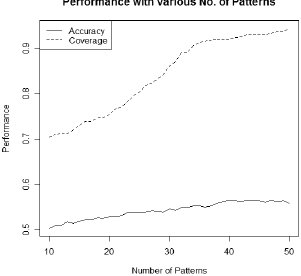 Performance with Various No. of Patterns
Accuracy
Coverage
0.9
0.8
0.7
0.6
0.5
Performance
10 20 30 40 50
Number of Patterns